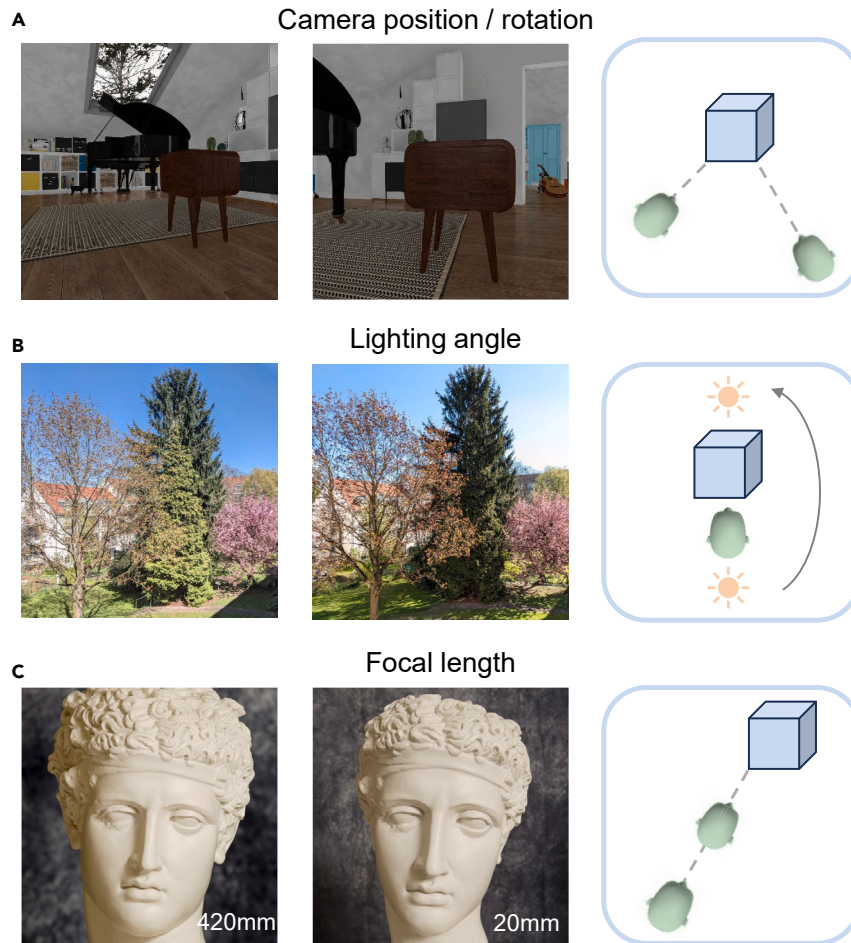 A
Camera position / rotation
B
Lighting angle
C
Focal length
420mm
20mm